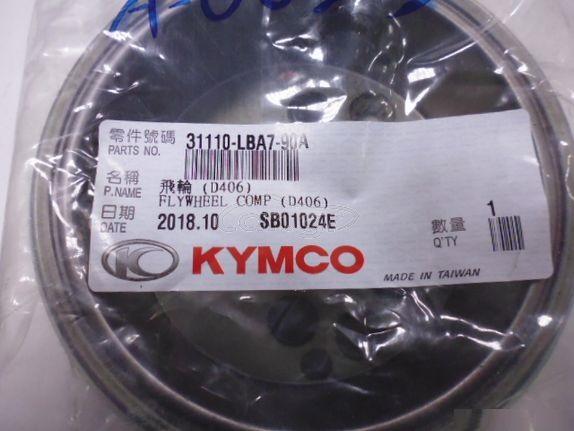 零件號碼 31110-LBA7-90A
PARTS NO.
名稱 飛輪 (D406)
P.NAME FLYWHEEL COMP (D406)
日期 2018.10 SB01024E
DATE
數量 1
Q'TY
KYMCO
MADE IN TAIWAN